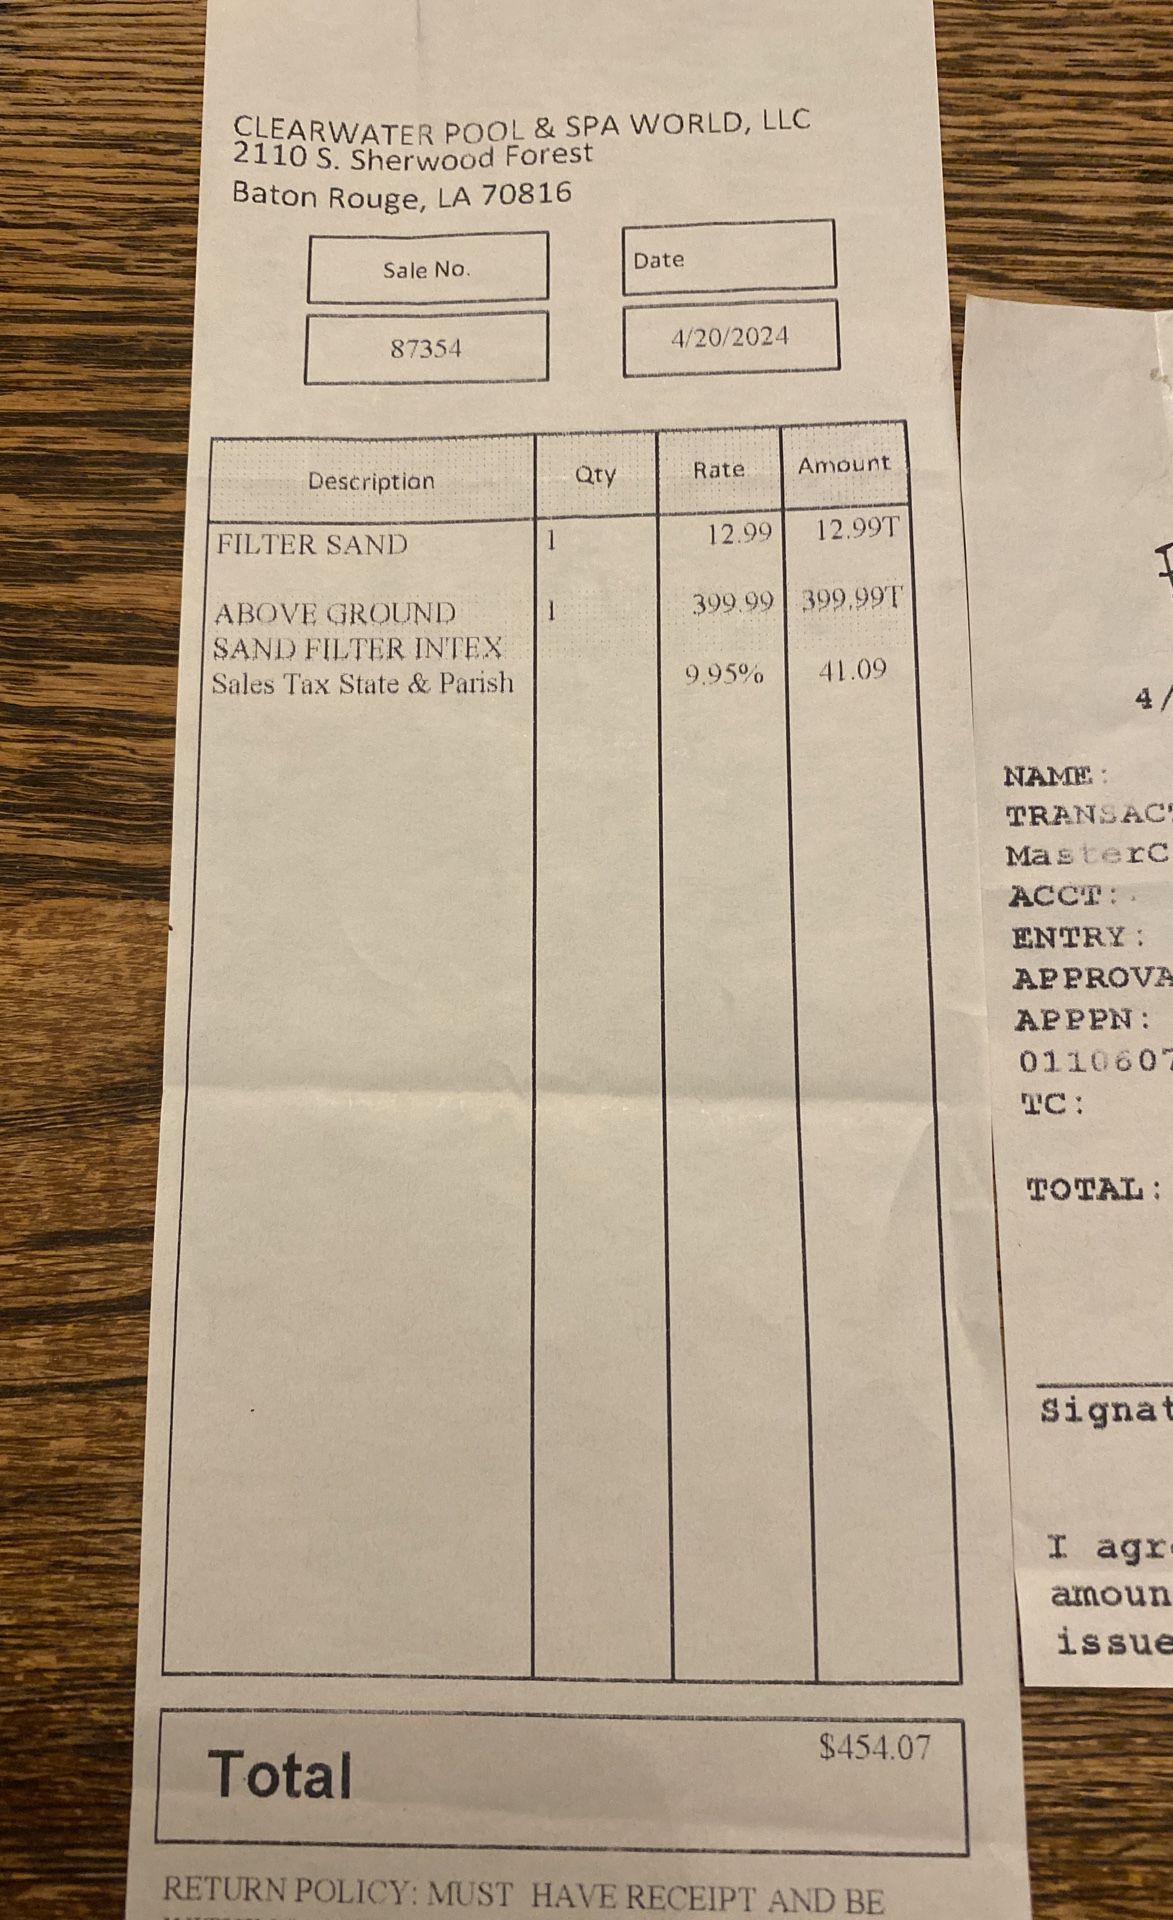 CLEARWATER POOL & SPA WORLD, LLC
2110 S. Sherwood Forest
Baton Rouge, LA 70816
Sale No. Date
87354 4/20/2024
Description Qty Rate Amount
FILTER SAND 1 12.99 12.99T
ABOVE GROUND 1 399.99 399.99T
SAND FILTER INTEX
Sales Tax State & Parish 9.95% 41.09
Total $454.07
RETURN POLICY: MUST HAVE RECEIPT AND BE
4/
NAME:
TRANSACT
MasterC
ACCT:
ENTRY:
APPROVA
APPPN:
0110607
TC:
TOTAL:
Signat
I agr
amoun
issue